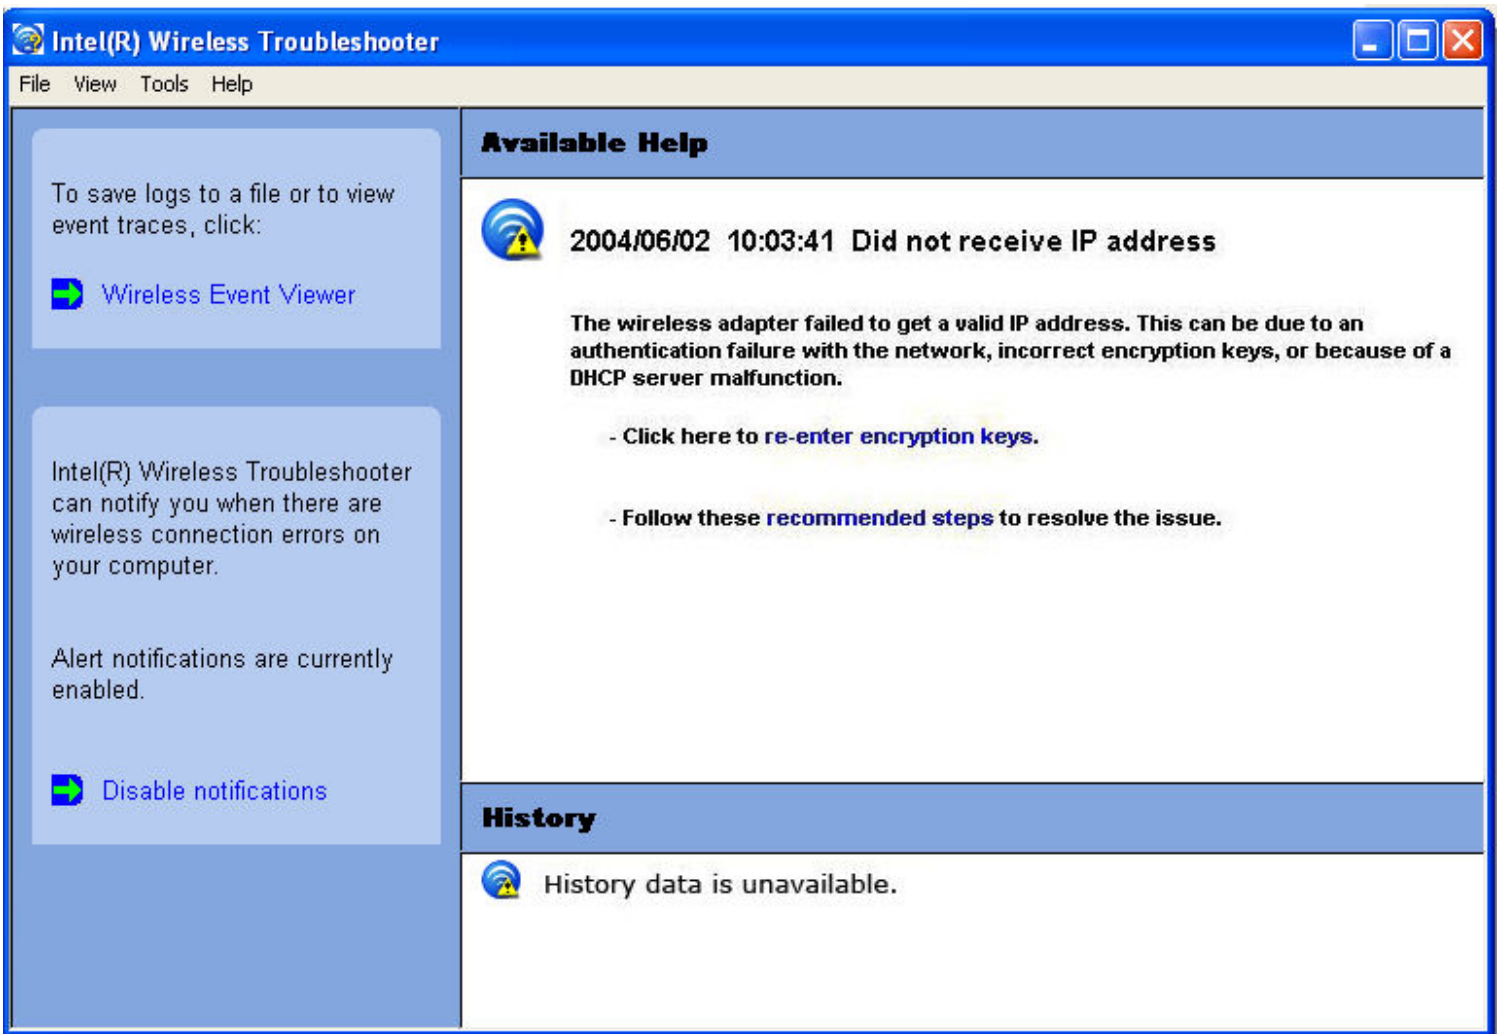 Intel(R) Wireless Troubleshooter
File View Tools Help
To save logs to a file or to view
event traces, click:
Wireless Event Viewer
Intel(R) Wireless Troubleshooter
can notify you when there are
wireless connection errors on
your computer.
Alert notifications are currently
enabled.
Disable notifications
Available Help
2004/06/02 10:03:41 Did not receive IP address
The wireless adapter failed to get a valid IP address. This can be due to an
authentication failure with the network, incorrect encryption keys, or because of a
DHCP server malfunction.
- Click here to re-enter encryption keys.
- Follow these recommended steps to resolve the issue.
History
History data is unavailable.